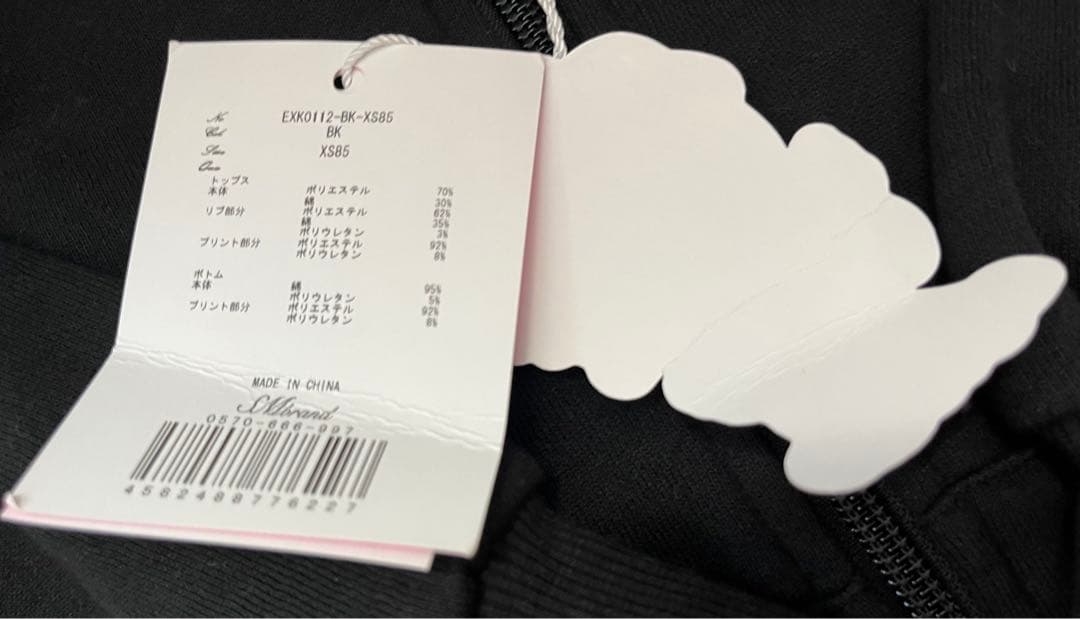 No EXK0112-BK-XS85
Col BK
Size XS85
トップス
本体 ポリエステル 70%
綿 30%
リブ部分 ポリエステル 62%
綿 35%
ポリウレタン 3%
プリント部分 ポリエステル 92%
ポリウレタン 8%
ボトム
本体 綿 95%
ポリウレタン 5%
プリント部分 ポリエステル 92%
ポリウレタン 8%
MADE IN CHINA
SMbrand
0570-666-997
4582488776227